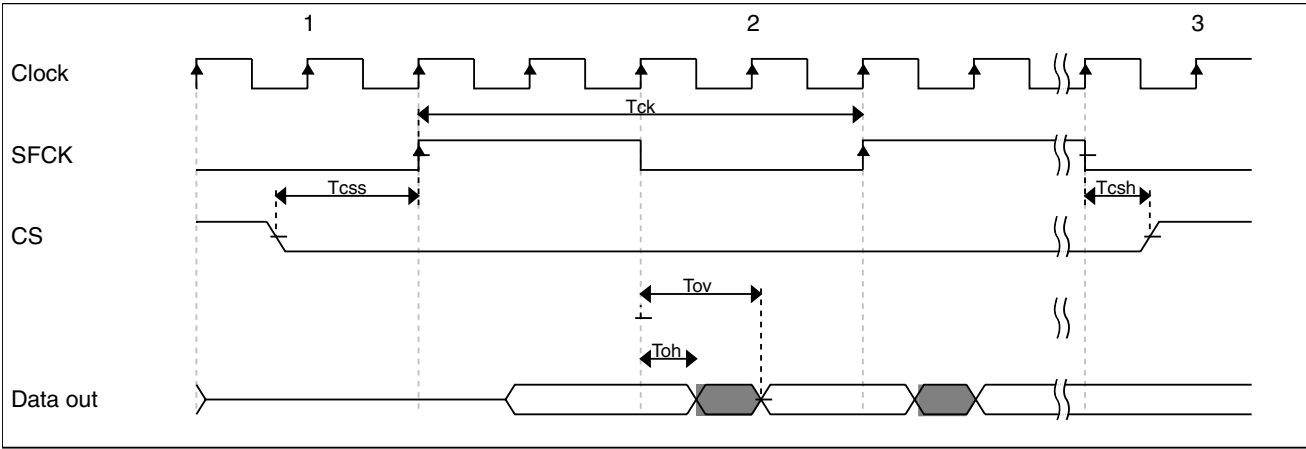 1 2 3
Clock
Tck
SFCK
Tcss Tcsh
CS
Tov
Toh
Data out